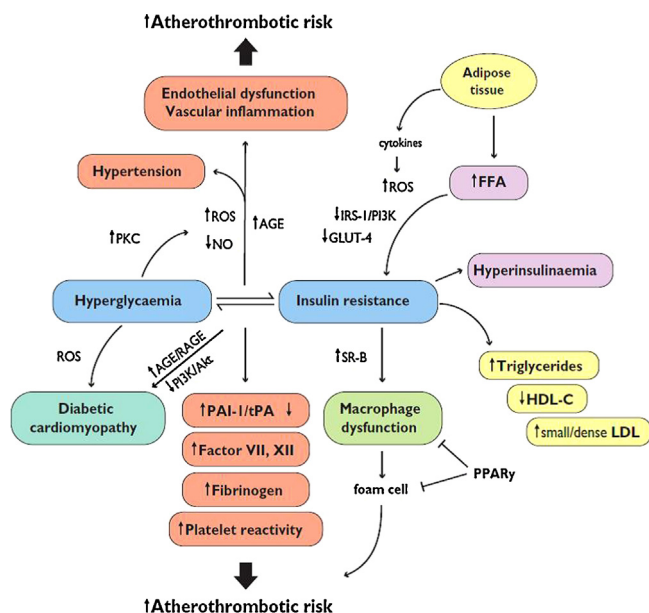 ↑Atherothrombotic risk
Endothelial dysfunction
Vascular inflammation
Adipose
tissue
cytokines
Hypertension
↑ROS
↑FFA
↑ROS
↓NO
↑AGE
↓IRS-1/PI3K
↓GLUT-4
↑PKC
Hyperinsulinaemia
Hyperglycaemia
Insulin resistance
ROS
↑AGE/RAGE
↓PI3K/Akt
↑SR-B
↑Triglycerides
↓HDL-C
↑small/dense LDL
Diabetic
cardiomyopathy
↑PAI-1/tPA ↓
↑Factor VII, XII
↑Fibrinogen
↑Platelet reactivity
Macrophage
dysfunction
foam cell
PPARγ
↑Atherothrombotic risk